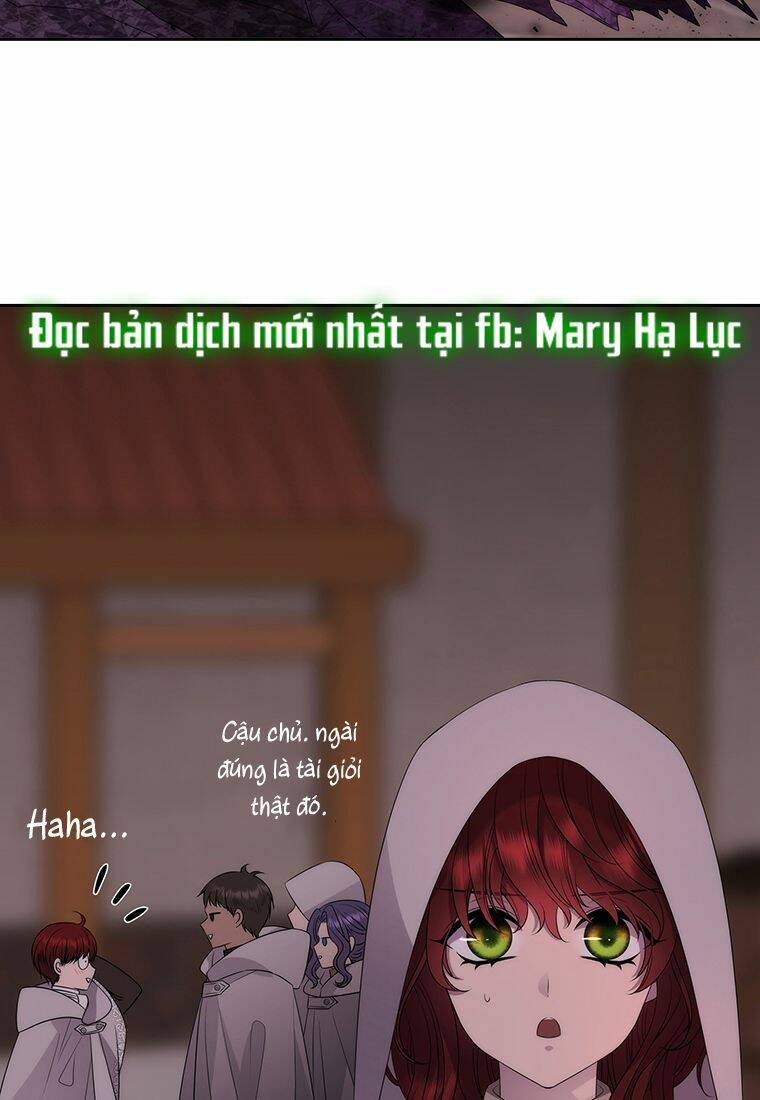 Đọc bản dịch mới nhất tại fb: Mary Hạ Lục
Cậu chủ. ngài
đúng là tài giỏi
thật đó.
Haha...